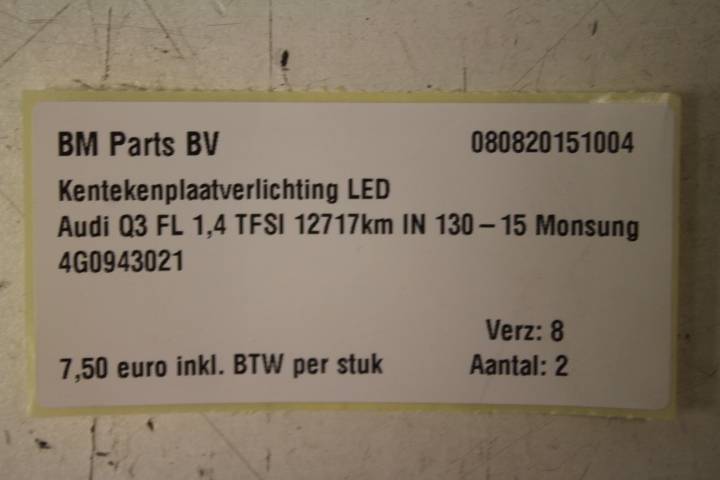 BM Parts BV 080820151004
Kentekenplaatverlichting LED
Audi Q3 FL 1,4 TFSI 12717km IN 130 – 15 Monsung
4G0943021
Verz: 8
7,50 euro inkl. BTW per stuk Aantal: 2